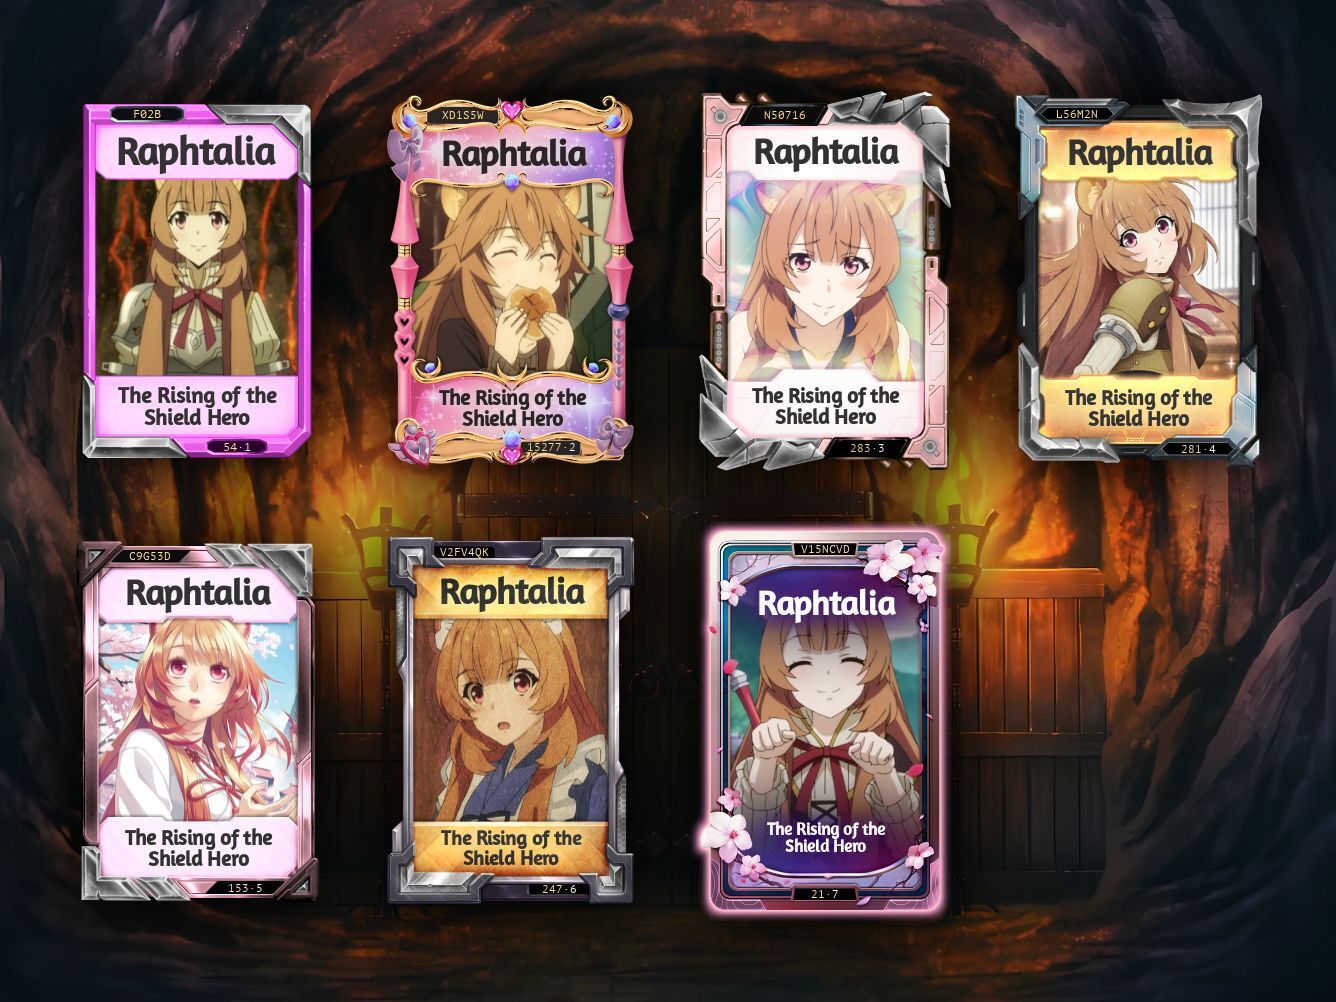 F02B
Raphtalia
The Rising of the
Shield Hero
54·1
XD1S5W
Raphtalia
The Rising of the
Shield Hero
15277·2
N50716
Raphtalia
The Rising of the
Shield Hero
283·3
L56M2N
Raphtalia
The Rising of the
Shield Hero
281·4
C9G53D
Raphtalia
The Rising of the
Shield Hero
153·5
V2FV4QK
Raphtalia
The Rising of the
Shield Hero
247·6
V15NCVD
Raphtalia
The Rising of the
Shield Hero
21·7